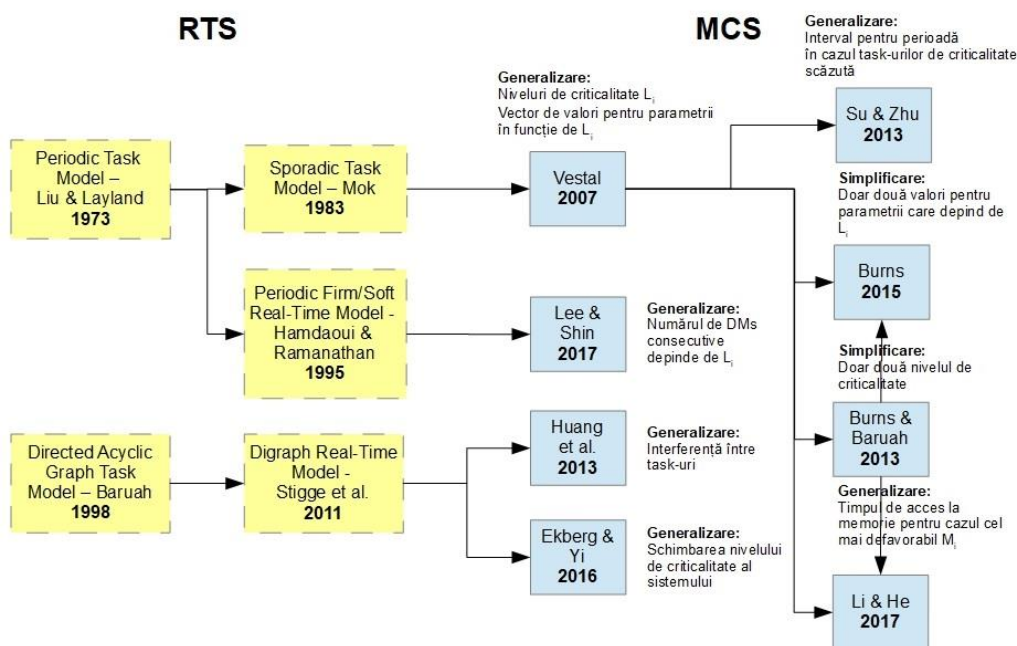 RTS
MCS
Generalizare:
Interval pentru perioadă
în cazul task-urilor de criticalitate
scăzută
Generalizare:
Niveluri de criticalitate Li
Vector de valori pentru parametrii
în funcție de Li
Su & Zhu
2013
Periodic Task
Model –
Liu & Layland
1973
Sporadic Task
Model – Mok
1983
Vestal
2007
Simplificare:
Doar două valori pentru
parametrii care depind de
Li
Burns
2015
Periodic Firm/Soft
Real-Time Model -
Hamdaoui &
Ramanathan
1995
Lee &
Shin
2017
Generalizare:
Numărul de DMs
consecutive
depinde de Li
Simplificare:
Doar două nivelul de
criticalitate
Burns &
Baruah
2013
Directed Acyclic
Graph Task
Model – Baruah
1998
Digraph Real-Time
Model -
Stigge et al.
2011
Huang
et al.
2013
Generalizare:
Interferență între
task-uri
Generalizare:
Timpul de acces la
memorie pentru cazul cel
mai defavorabil Mi
Ekberg &
Yi
2016
Generalizare:
Schimbarea nivelului
de criticalitate al
sistemului
Li & He
2017